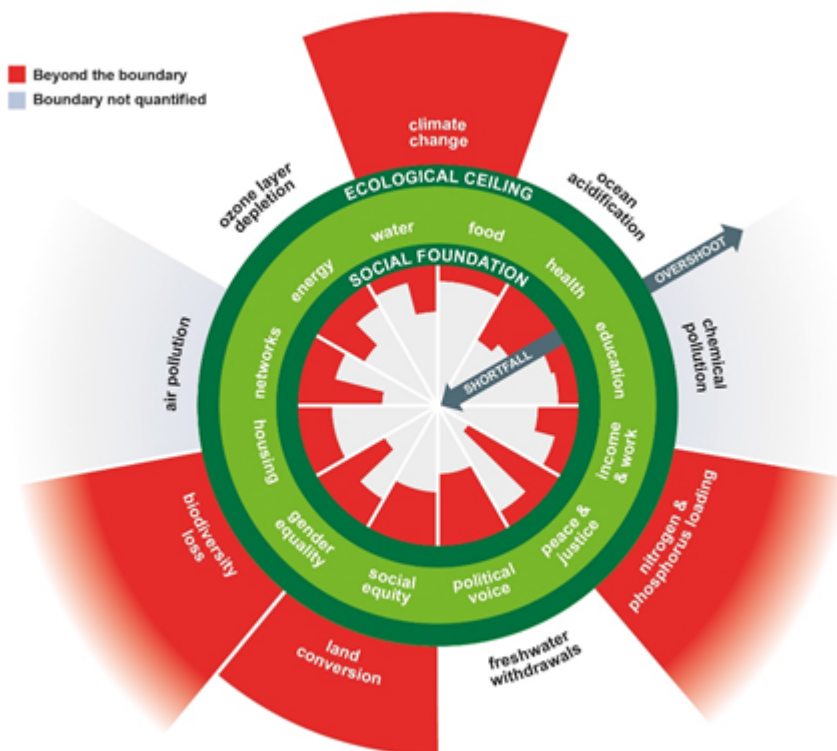 Beyond the boundary
Boundary not quantified
climate
change
ozone layer
depletion
ocean
acidification
ECOLOGICAL CEILING
water
food
energy
health
SOCIAL FOUNDATION
OVERSHOOT
air pollution
networks
education
chemical
pollution
SHORTFALL
housing
income
& work
biodiversity
loss
gender
equality
peace &
justice
nitrogen &
phosphorus loading
social
equity
political
voice
land
conversion
freshwater
withdrawals